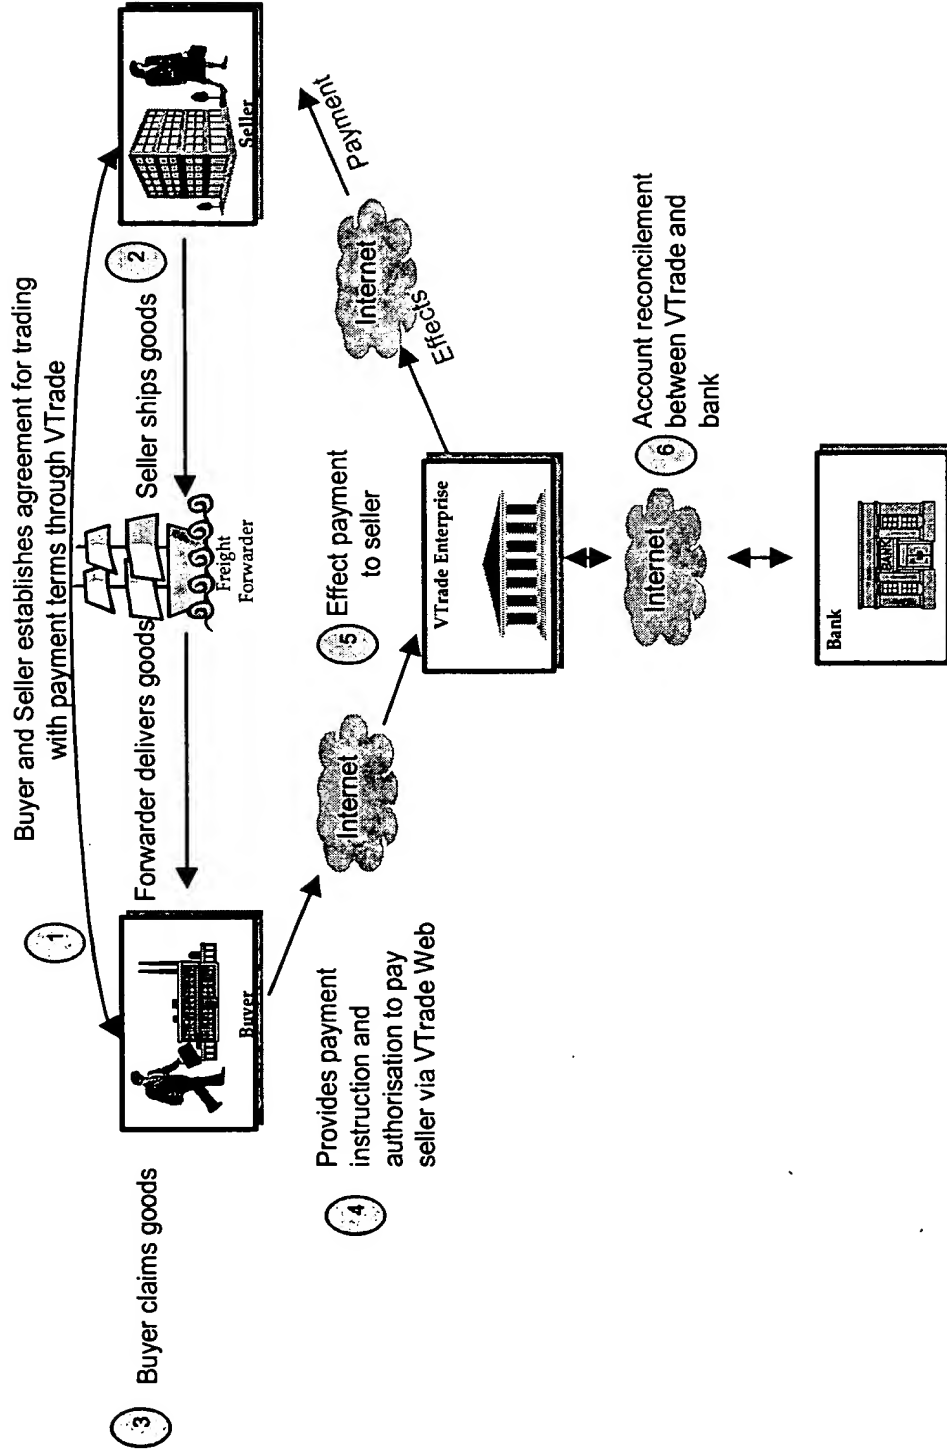 Buyer and Seller establishes agreement for trading
with payment terms through VTrade
1
2
Seller
Seller ships goods
Freight
Forwarder
Forwarder delivers goods
Buyer
3
Buyer claims goods
4
Provides payment
instruction and
authorisation to pay
seller via VTrade Web
Internet
5
Effect payment
to seller
VTrade Enterprise
Effects
Internet
Payment
Internet
6
Account reconcilement
between VTrade and
bank
Bank
BANK